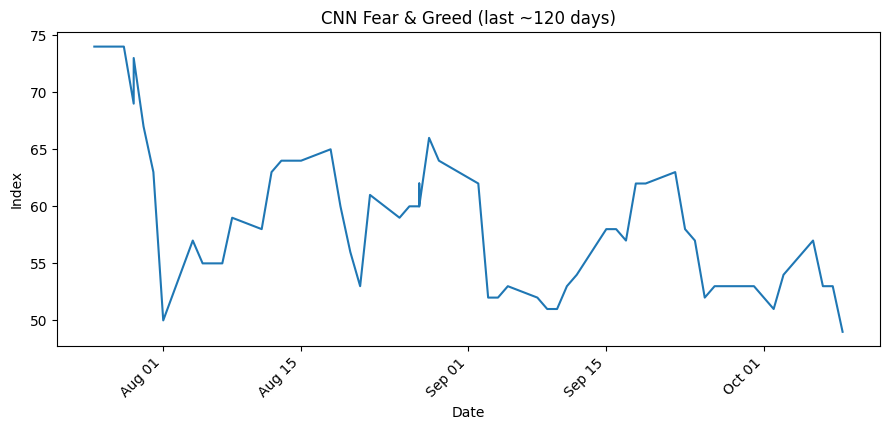 CNN Fear & Greed (last ~120 days)
75
70
65
60
55
50
Index
Aug 01
Aug 15
Sep 01
Sep 15
Oct 01
Date